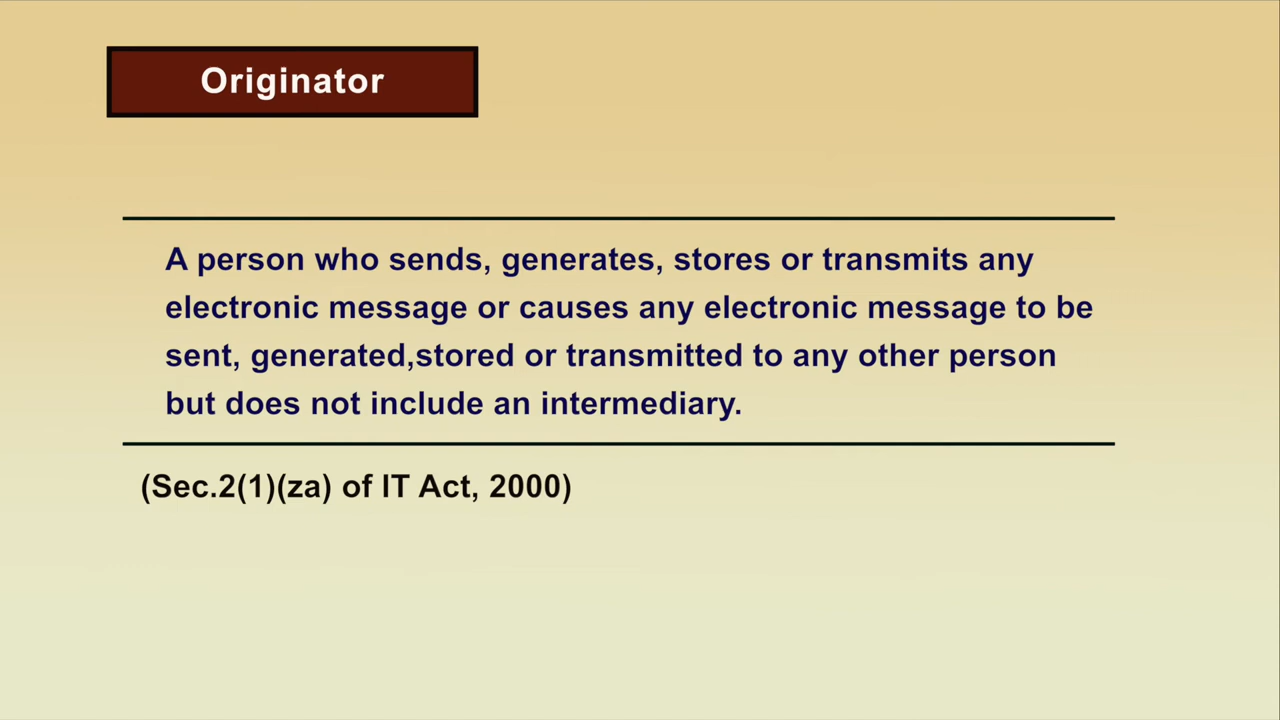 Originator
A person who sends, generates, stores or transmits any
electronic message or causes any electronic message to be
sent, generated,stored or transmitted to any other person
but does not include an intermediary.
(Sec.2(1)(za) of IT Act, 2000)